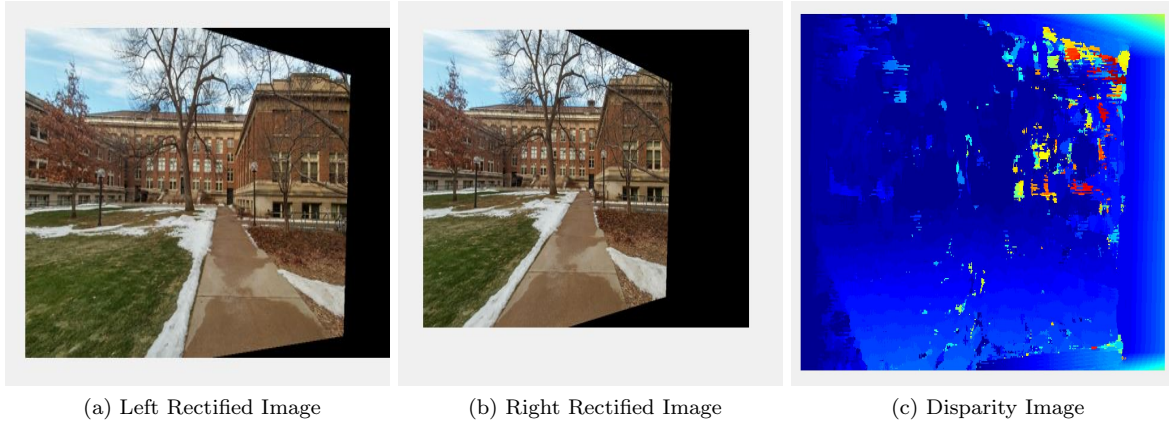 (a) Left Rectified Image
(b) Right Rectified Image
(c) Disparity Image